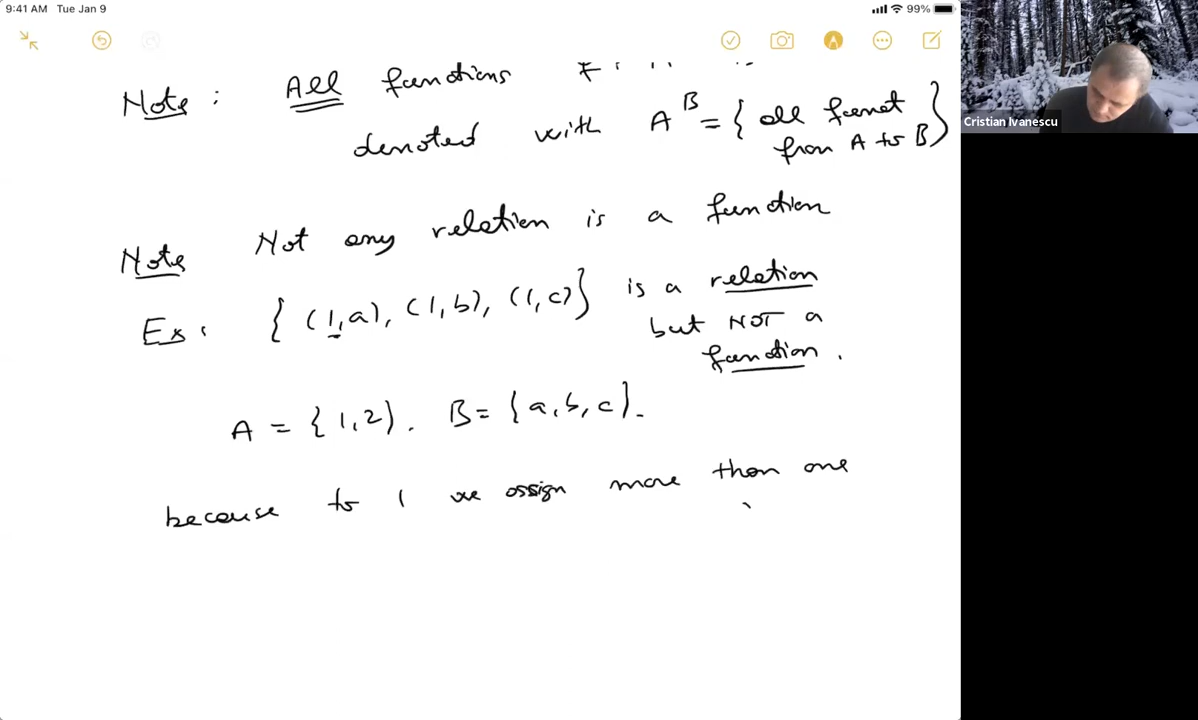 9:41 AM Tue Jan 9
99%
Cristian Ivanescu
Note : All functions
denoted with A^B = { all funct
from A to B }
Note Not any relation is a function
Ex : { (1,a), (1,b), (1,c) } is a relation
but NOT a
function .
A = { 1,2 } . B = { a, b, c } .
because to 1 we assign more than one